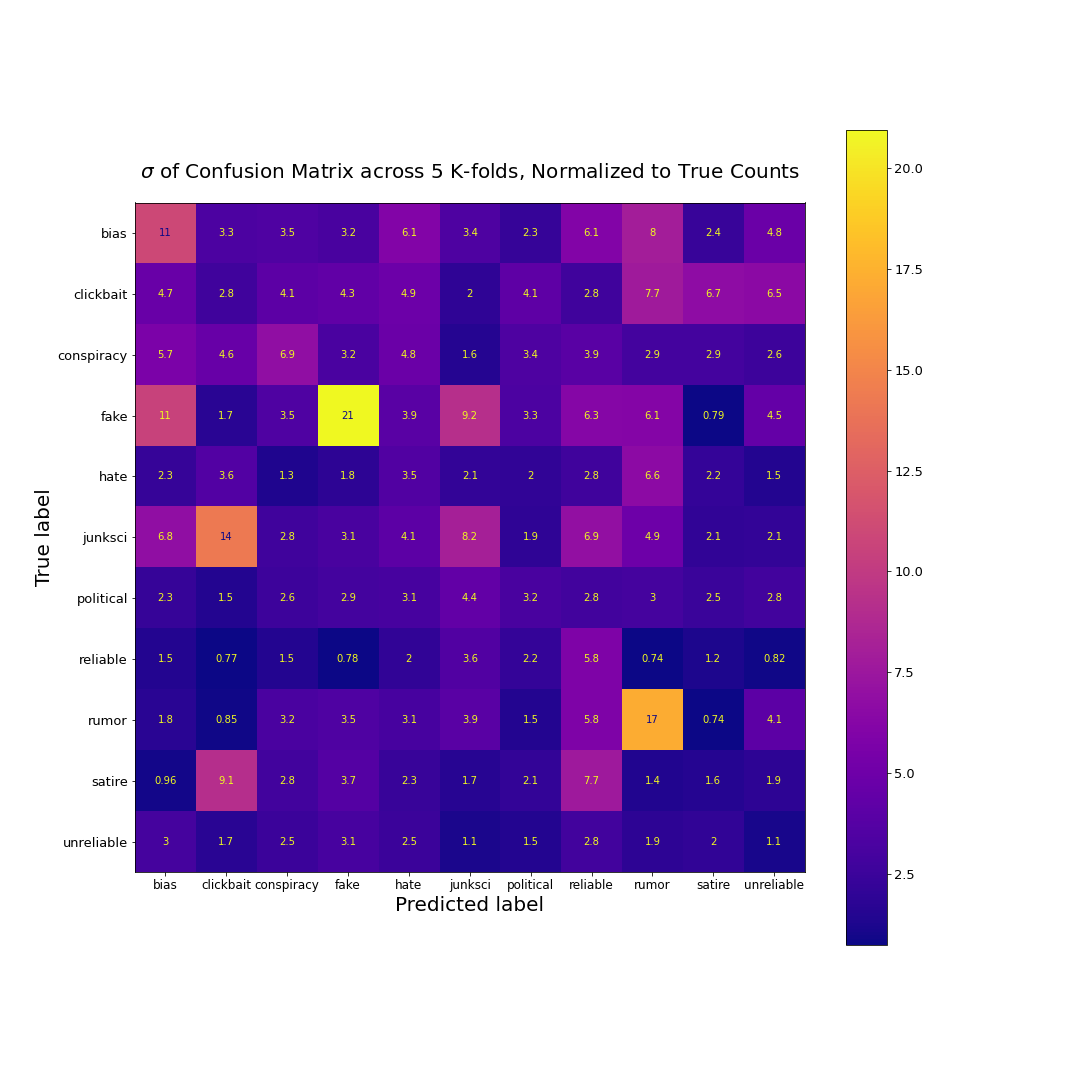 σ of Confusion Matrix across 5 K-folds, Normalized to True Counts
20.0
17.5
15.0
12.5
10.0
7.5
5.0
2.5
True label
bias 11 3.3 3.5 3.2 6.1 3.4 2.3 6.1 8 2.4 4.8
clickbait 4.7 2.8 4.1 4.3 4.9 2 4.1 2.8 7.7 6.7 6.5
conspiracy 5.7 4.6 6.9 3.2 4.8 1.6 3.4 3.9 2.9 2.9 2.6
fake 11 1.7 3.5 21 3.9 9.2 3.3 6.3 6.1 0.79 4.5
hate 2.3 3.6 1.3 1.8 3.5 2.1 2 2.8 6.6 2.2 1.5
junksci 6.8 14 2.8 3.1 4.1 8.2 1.9 6.9 4.9 2.1 2.1
political 2.3 1.5 2.6 2.9 3.1 4.4 3.2 2.8 3 2.5 2.8
reliable 1.5 0.77 1.5 0.78 2 3.6 2.2 5.8 0.74 1.2 0.82
rumor 1.8 0.85 3.2 3.5 3.1 3.9 1.5 5.8 17 0.74 4.1
satire 0.96 9.1 2.8 3.7 2.3 1.7 2.1 7.7 1.4 1.6 1.9
unreliable 3 1.7 2.5 3.1 2.5 1.1 1.5 2.8 1.9 2 1.1
bias clickbait conspiracy fake hate junksci political reliable rumor satire unreliable
Predicted label